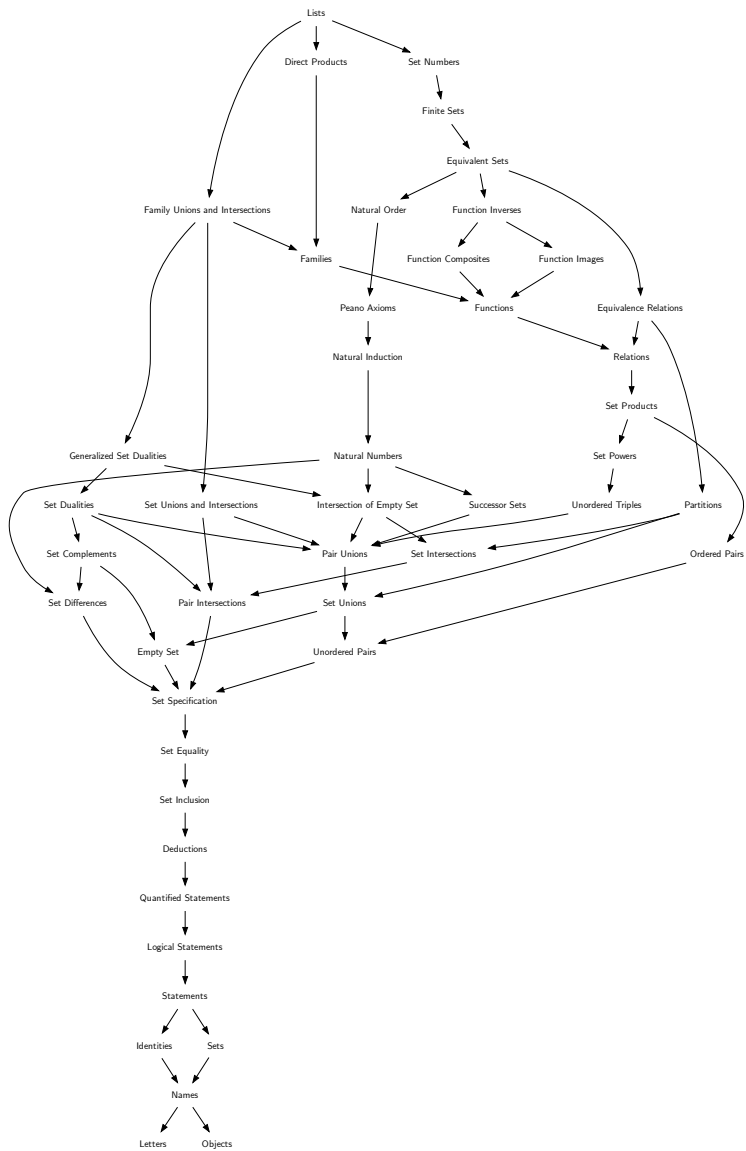 Lists
Direct Products
Set Numbers
Finite Sets
Equivalent Sets
Family Unions and Intersections
Natural Order
Function Inverses
Families
Function Composites
Function Images
Peano Axioms
Functions
Equivalence Relations
Natural Induction
Relations
Set Products
Generalized Set Dualities
Natural Numbers
Set Powers
Set Dualities
Set Unions and Intersections
Intersection of Empty Set
Successor Sets
Unordered Triples
Partitions
Set Complements
Pair Unions
Set Intersections
Ordered Pairs
Set Differences
Pair Intersections
Set Unions
Empty Set
Unordered Pairs
Set Specification
Set Equality
Set Inclusion
Deductions
Quantified Statements
Logical Statements
Statements
Identities
Sets
Names
Letters
Objects